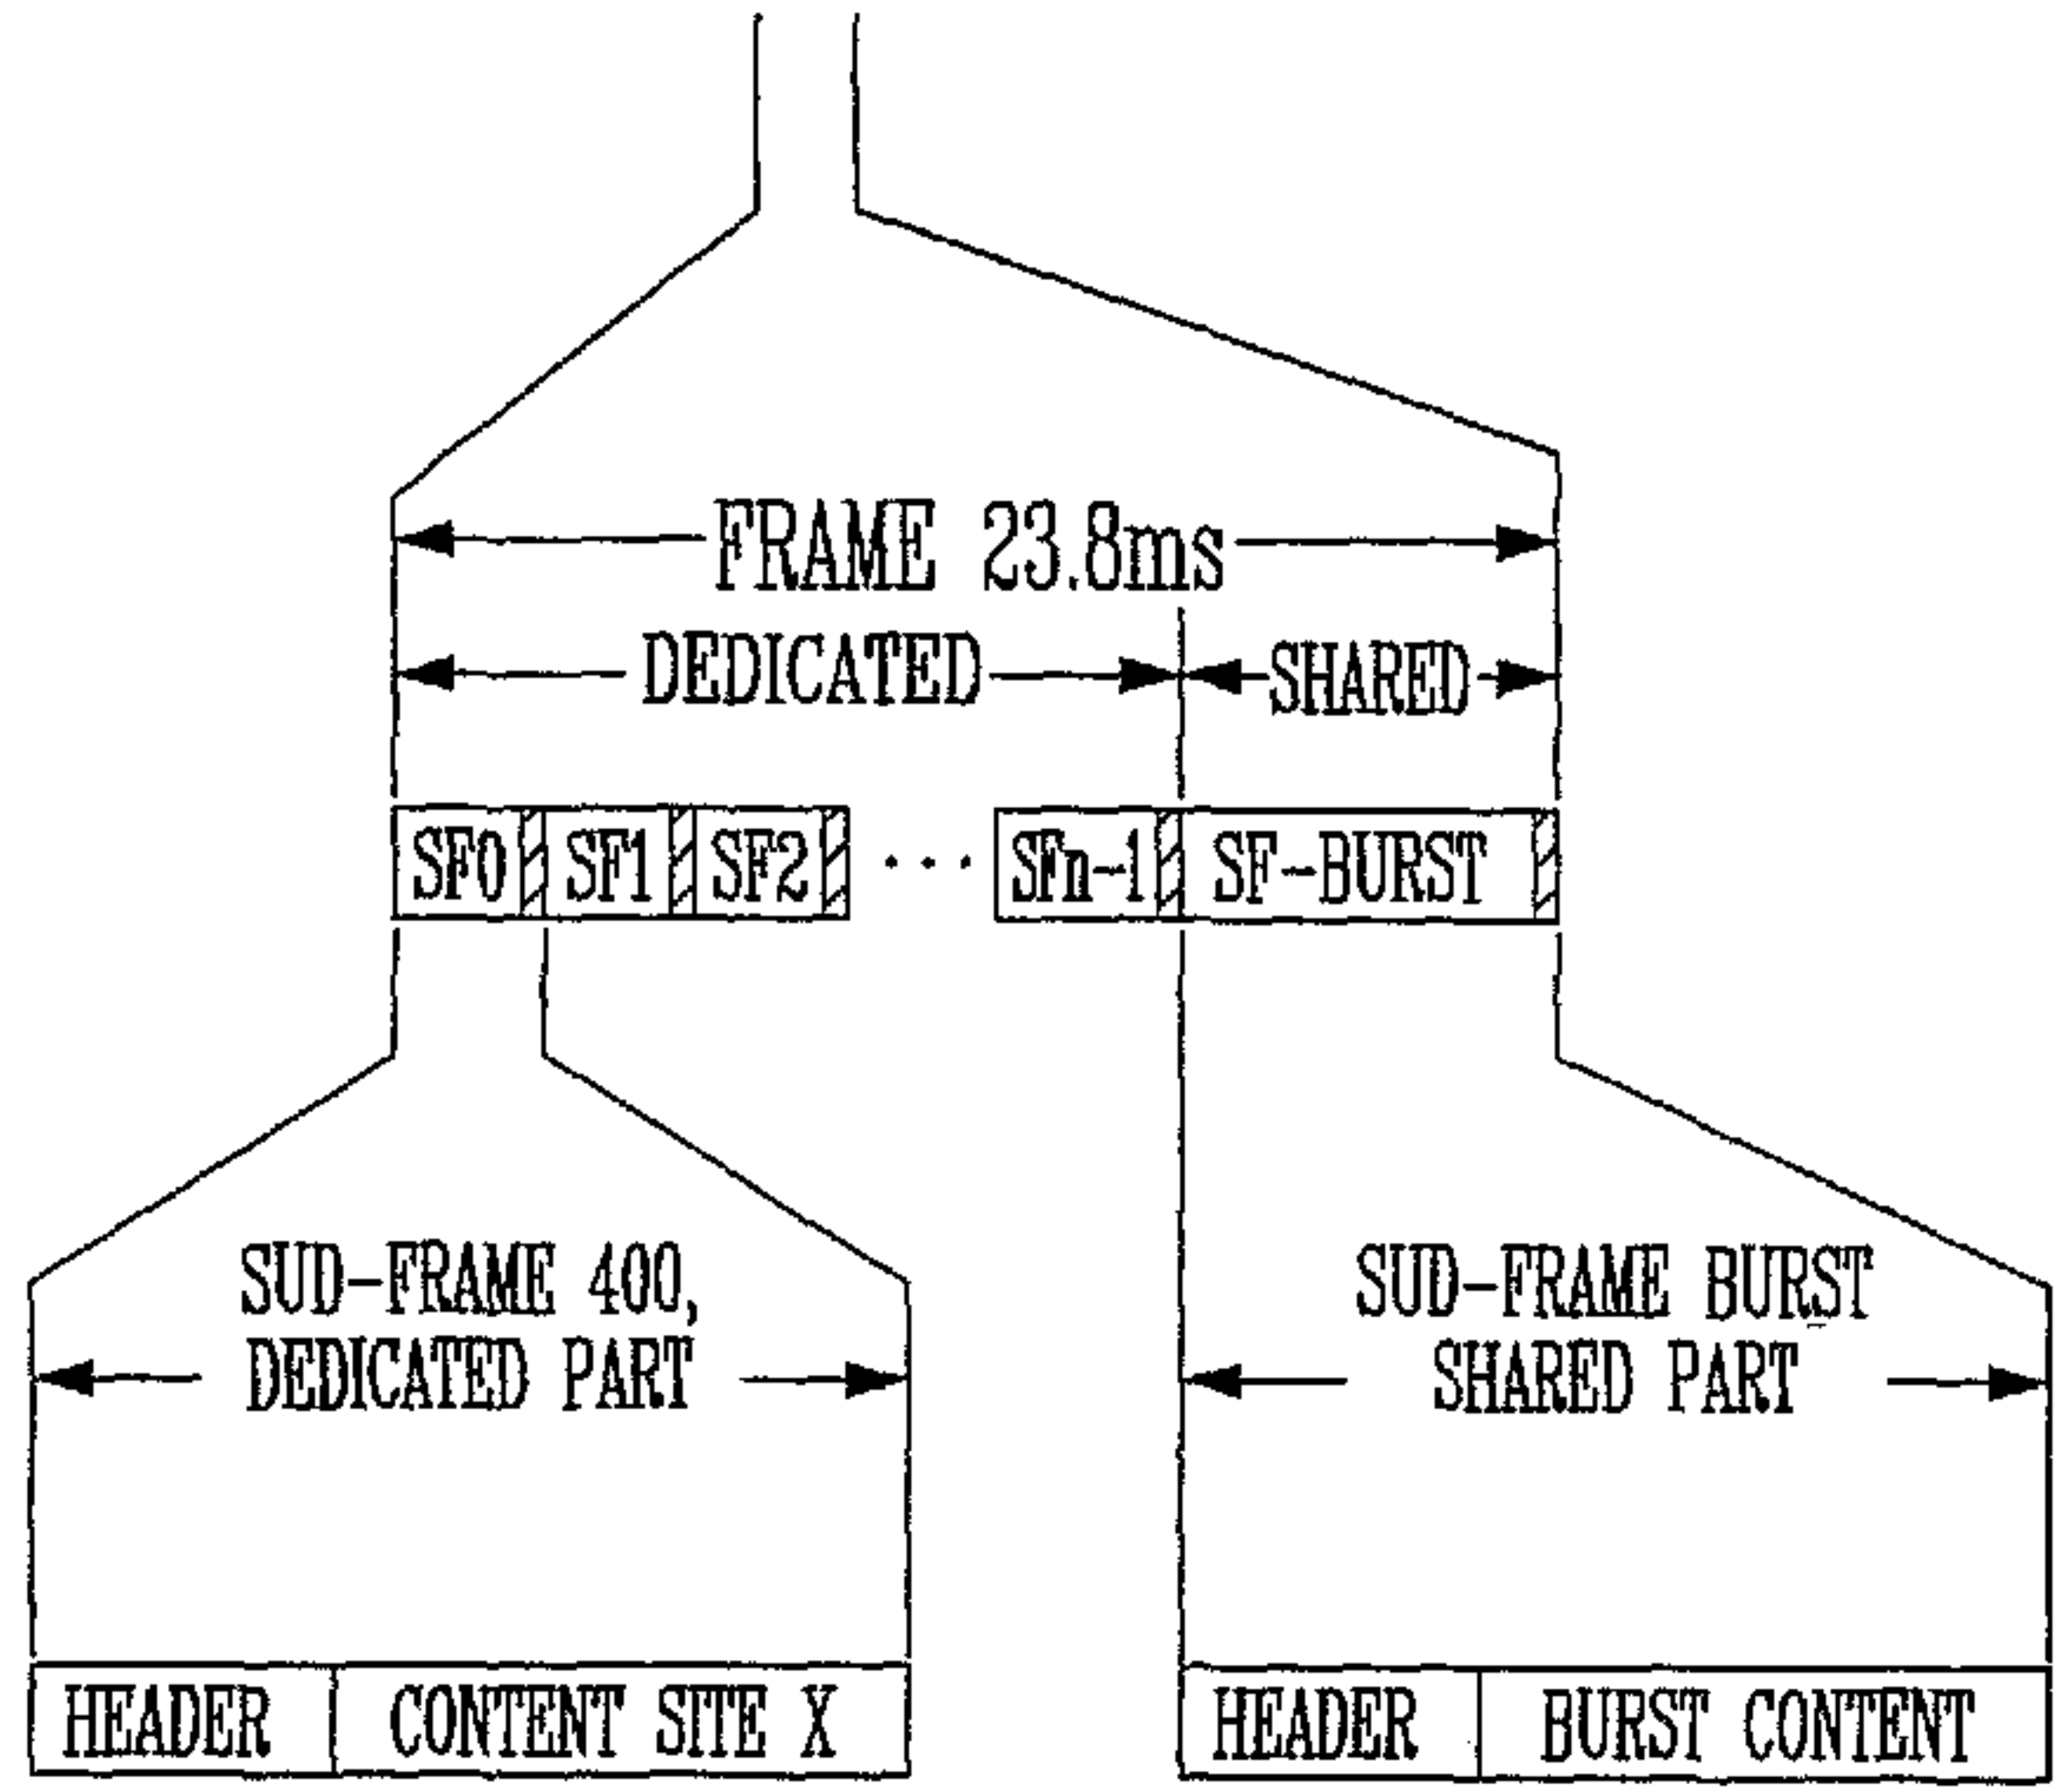 FRAME 23.8ms
DEDICATED
SHARED
SF0 SF1 SF2 ... SFn-1 SF-BURST
SUD-FRAME 400,
DEDICATED PART
SUD-FRAME BURST
SHARED PART
HEADER CONTENT SITE X
HEADER BURST CONTENT